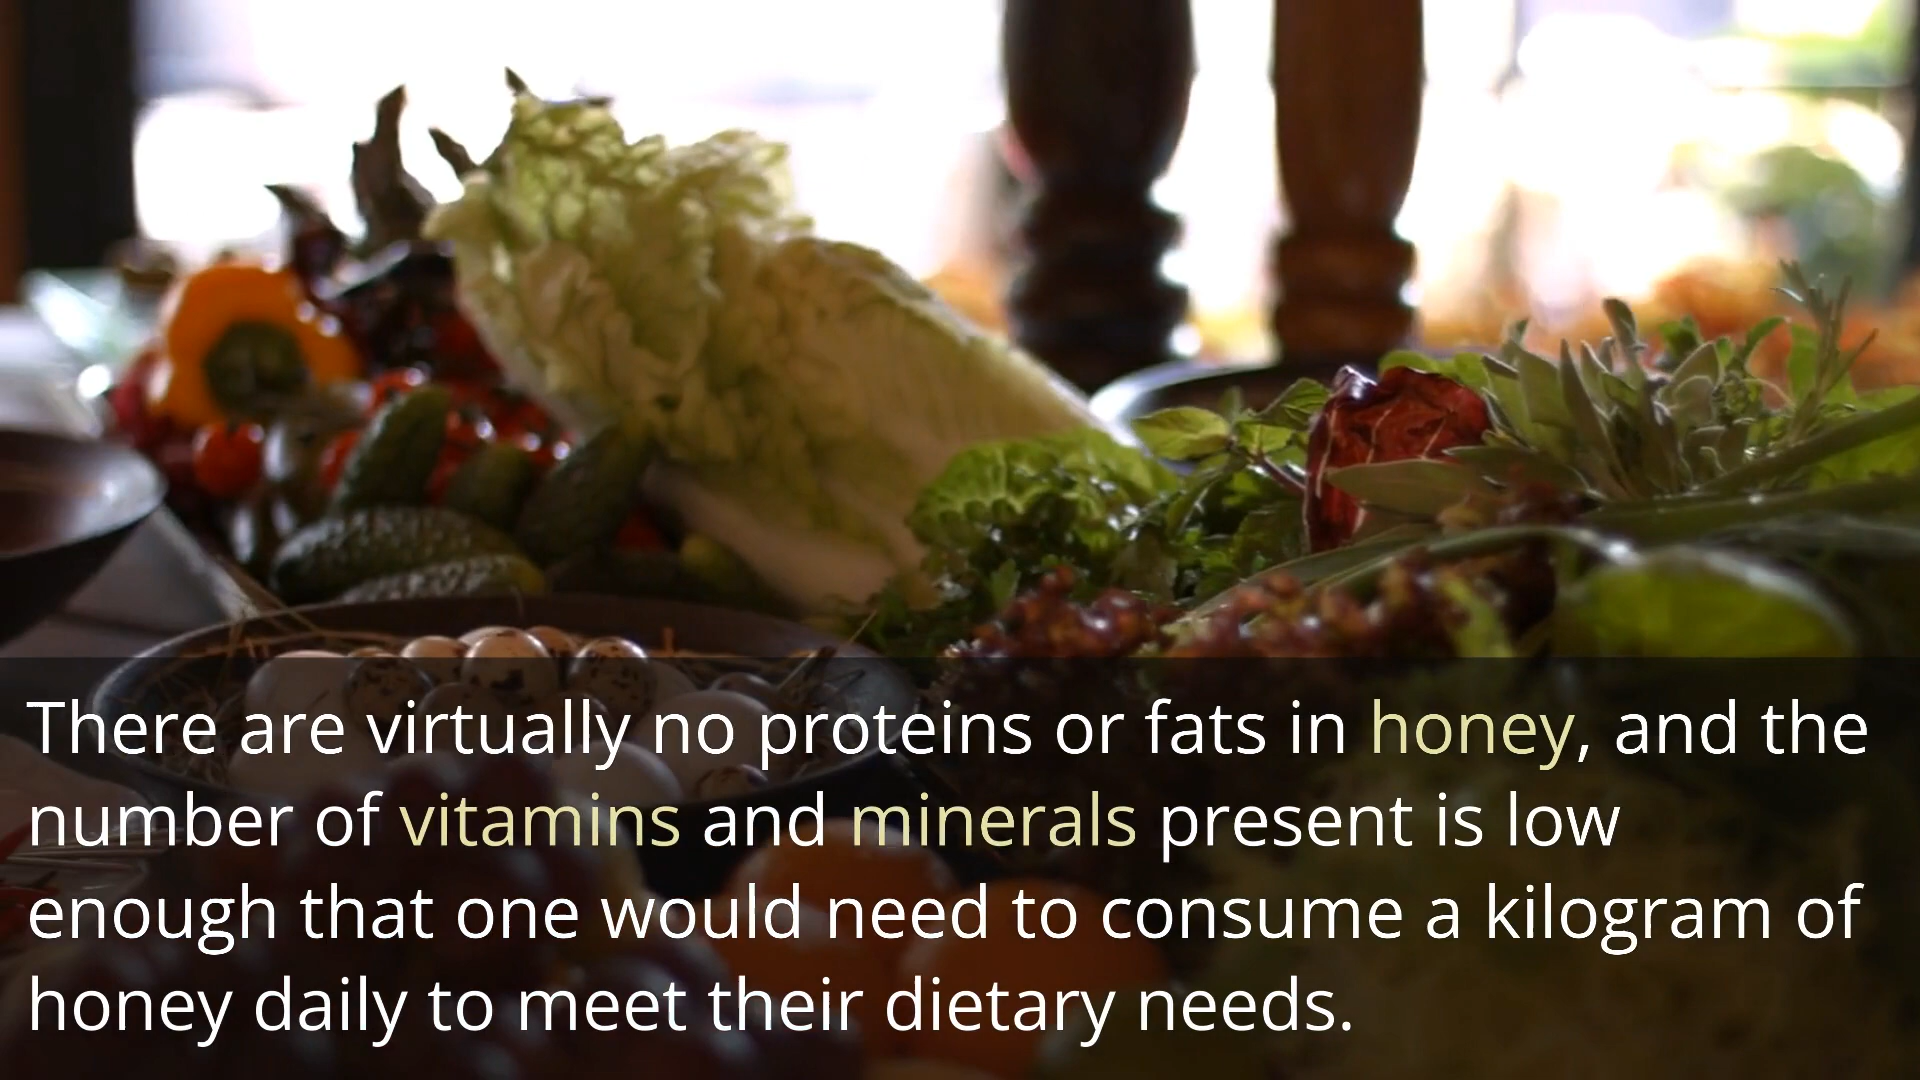 There are virtually no proteins or fats in honey, and the
number of vitamins and minerals present is low
enough that one would need to consume a kilogram of
honey daily to meet their dietary needs.